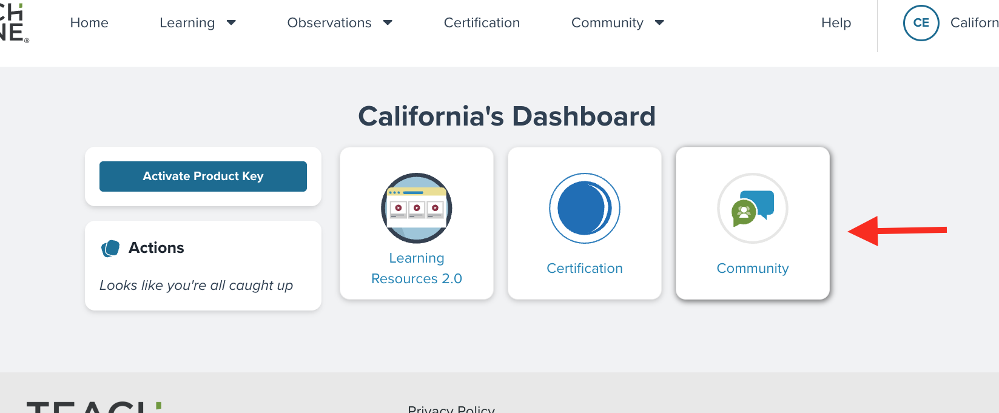 CH
NE®
Home
Learning
Observations
Certification
Community
Help
CE
Californ
California's Dashboard
Activate Product Key
Actions
Looks like you're all caught up
Learning
Resources 2.0
Certification
Community
TEACH
Privacy Policy